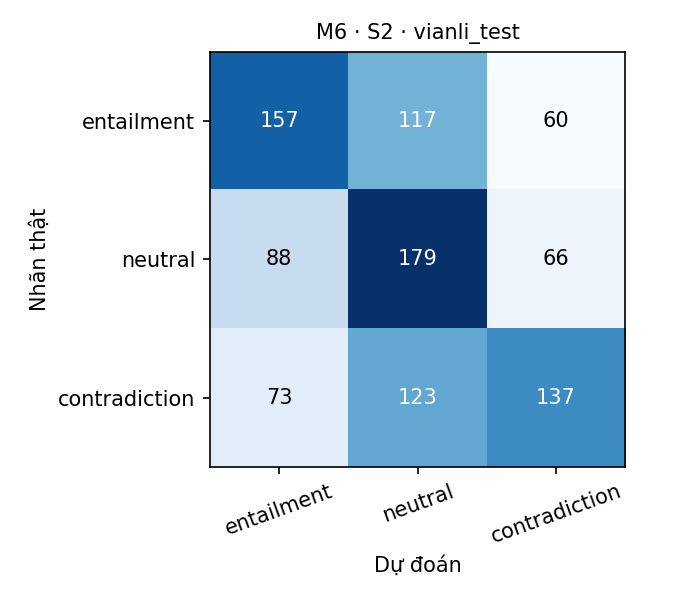 M6 · S2 · vianli_test
entailment 157 117 60
Nhãn thật
neutral 88 179 66
contradiction 73 123 137
entailment neutral contradiction
Dự đoán